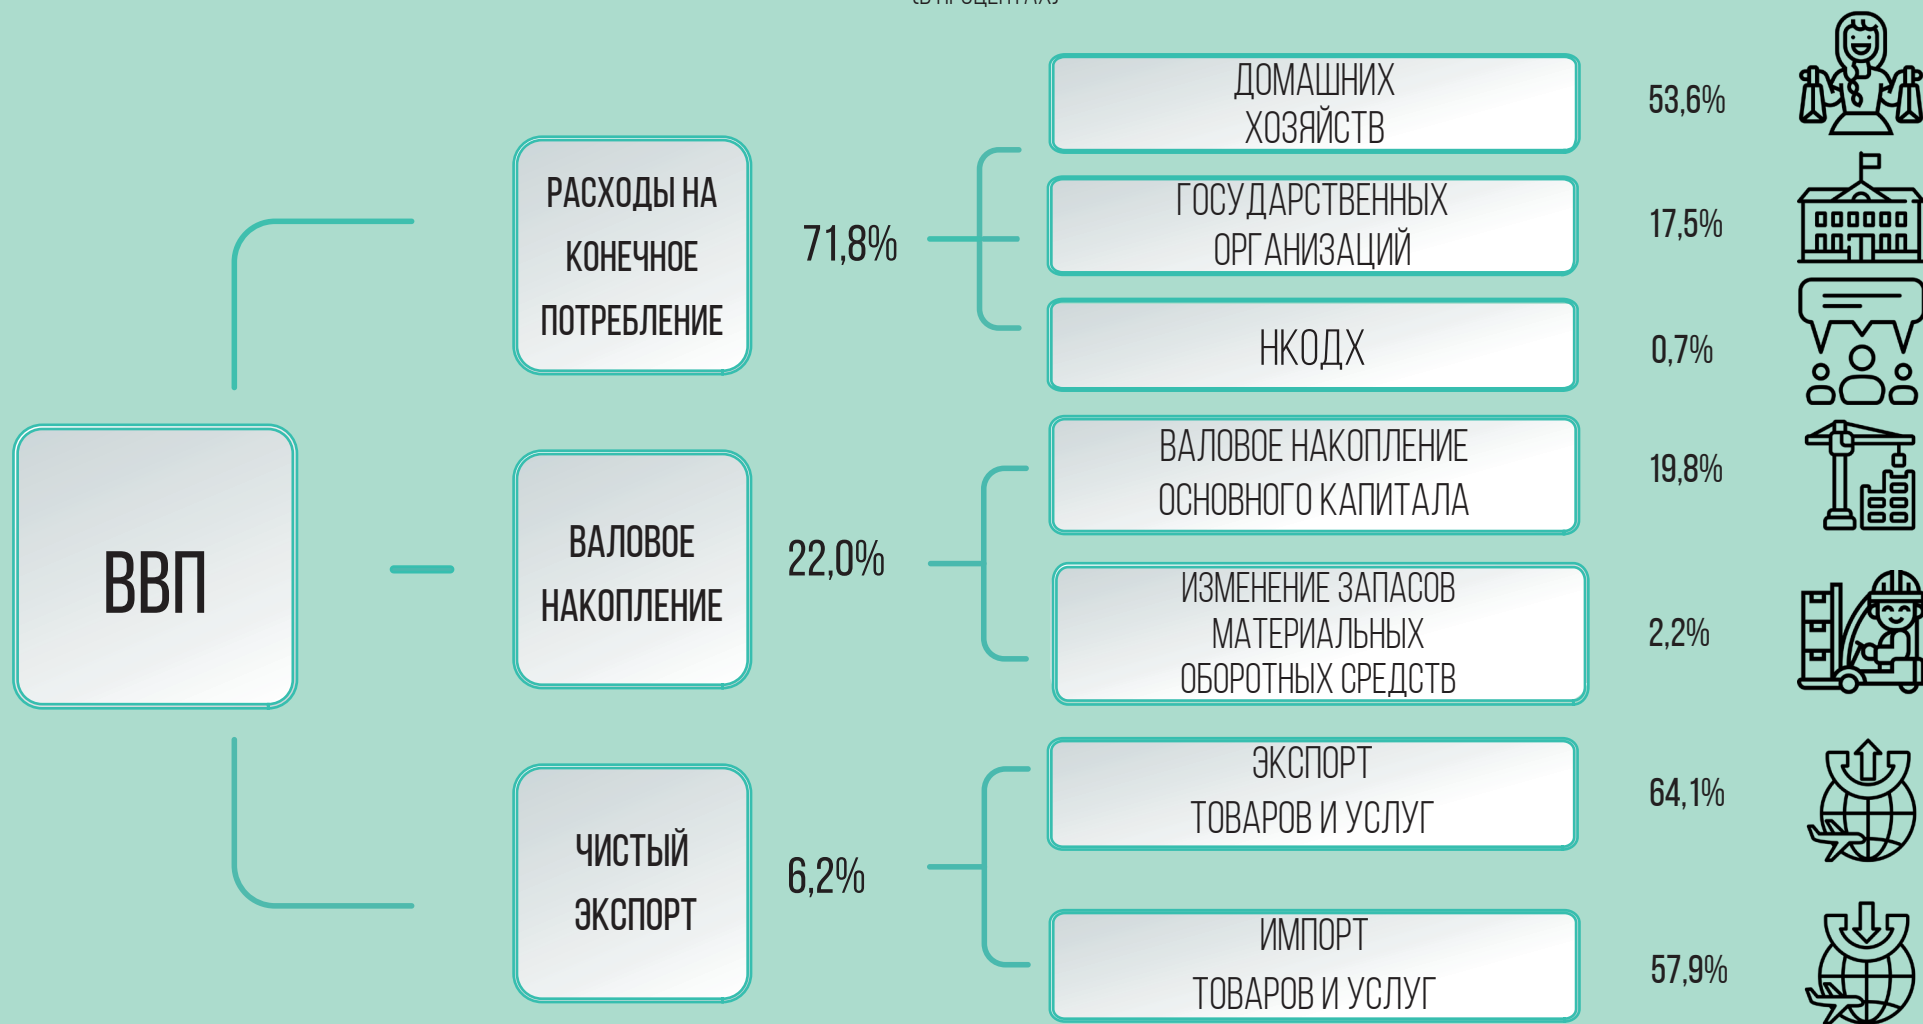 ДОМАШНИХ
ХОЗЯЙСТВ
53,6%
РАСХОДЫ НА
КОНЕЧНОЕ
ПОТРЕБЛЕНИЕ
71,8%
ГОСУДАРСТВЕННЫХ
ОРГАНИЗАЦИЙ
17,5%
НКОДХ
0,7%
ВВП
ВАЛОВОЕ
НАКОПЛЕНИЕ
22,0%
ВАЛОВОЕ НАКОПЛЕНИЕ
ОСНОВНОГО КАПИТАЛА
19,8%
ИЗМЕНЕНИЕ ЗАПАСОВ
МАТЕРИАЛЬНЫХ
ОБОРОТНЫХ СРЕДСТВ
2,2%
ЧИСТЫЙ
ЭКСПОРТ
6,2%
ЭКСПОРТ
ТОВАРОВ И УСЛУГ
64,1%
ИМПОРТ
ТОВАРОВ И УСЛУГ
57,9%